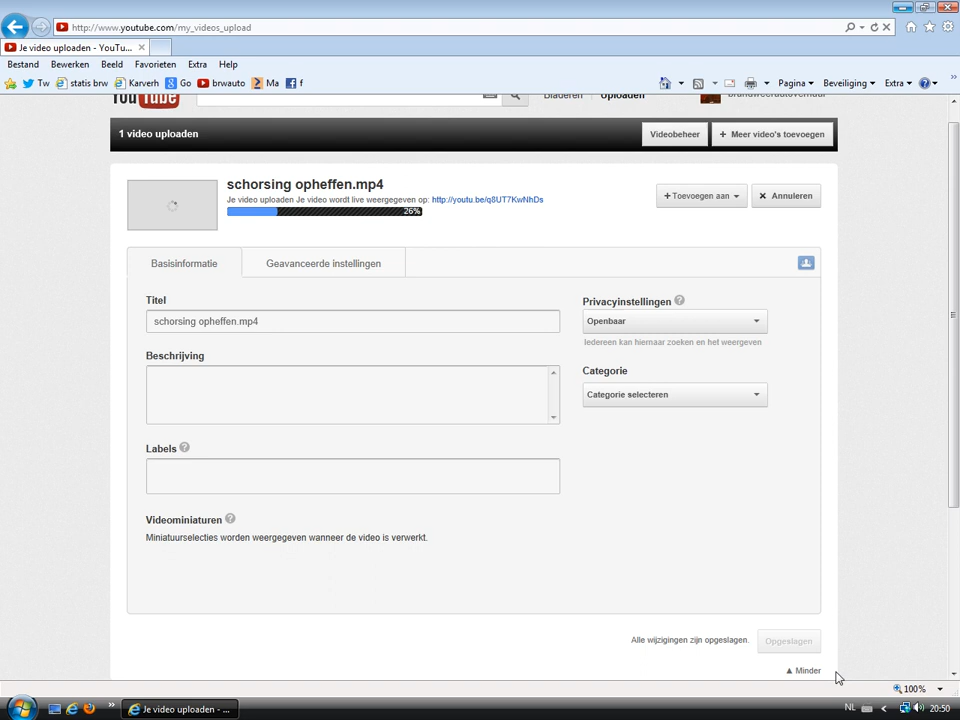 http://www.youtube.com/my_videos_upload
Je video uploaden - YouTu...
Bestand Bewerken Beeld Favorieten Extra Help
Tw statis brw Karverh Go brwauto Ma f Pagina Beveiliging Extra
YouTube Bladeren Uploaden
1 video uploaden Videobeheer + Meer video's toevoegen
schorsing opheffen.mp4
Je video uploaden Je video wordt live weergegeven op: http://youtu.be/q8UT7KwNhDs
+ Toevoegen aan Annuleren
26%
Basisinformatie Geavanceerde instellingen
Titel
schorsing opheffen.mp4
Privacyinstellingen ?
Openbaar
Iedereen kan hiernaar zoeken en het weergeven
Beschrijving
Categorie
Categorie selecteren
Labels ?
Videominiaturen ?
Miniatuurselecties worden weergegeven wanneer de video is verwerkt.
Alle wijzigingen zijn opgeslagen. Opgeslagen
Minder
100%
Je video uploaden - ... NL 20:50